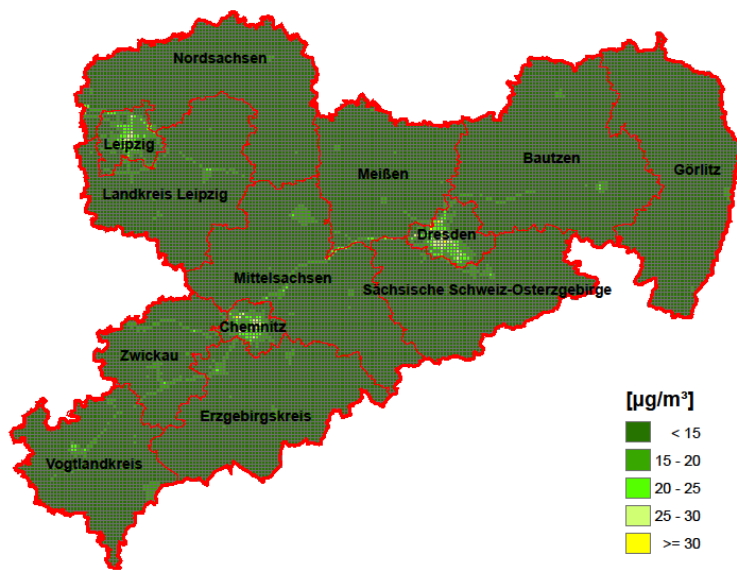 Nordsachsen
Leipzig
Landkreis Leipzig
Meißen
Bautzen
Görlitz
Dresden
Mittelsachsen
Sächsische Schweiz-Osterzgebirge
Chemnitz
Zwickau
Erzgebirgskreis
Vogtlandkreis
[µg/m³]
< 15
15 - 20
20 - 25
25 - 30
>= 30